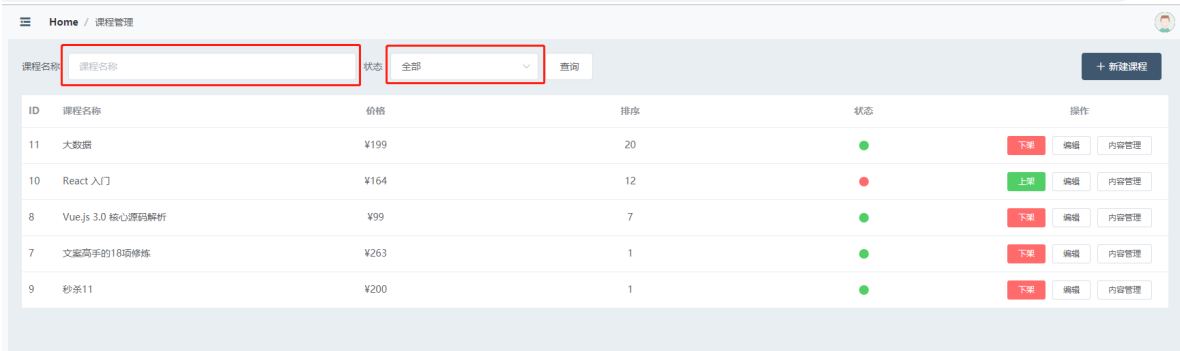 Home / 课程管理
课程名称 课程名称 状态 全部 查询 + 新建课程
ID 课程名称 价格 排序 状态 操作
11 大数据 ¥199 20 下架 编辑 内容管理
10 React 入门 ¥164 12 上架 编辑 内容管理
8 Vue.js 3.0 核心源码解析 ¥99 7 下架 编辑 内容管理
7 文案高手的18项修炼 ¥263 1 下架 编辑 内容管理
9 秒杀11 ¥200 1 下架 编辑 内容管理